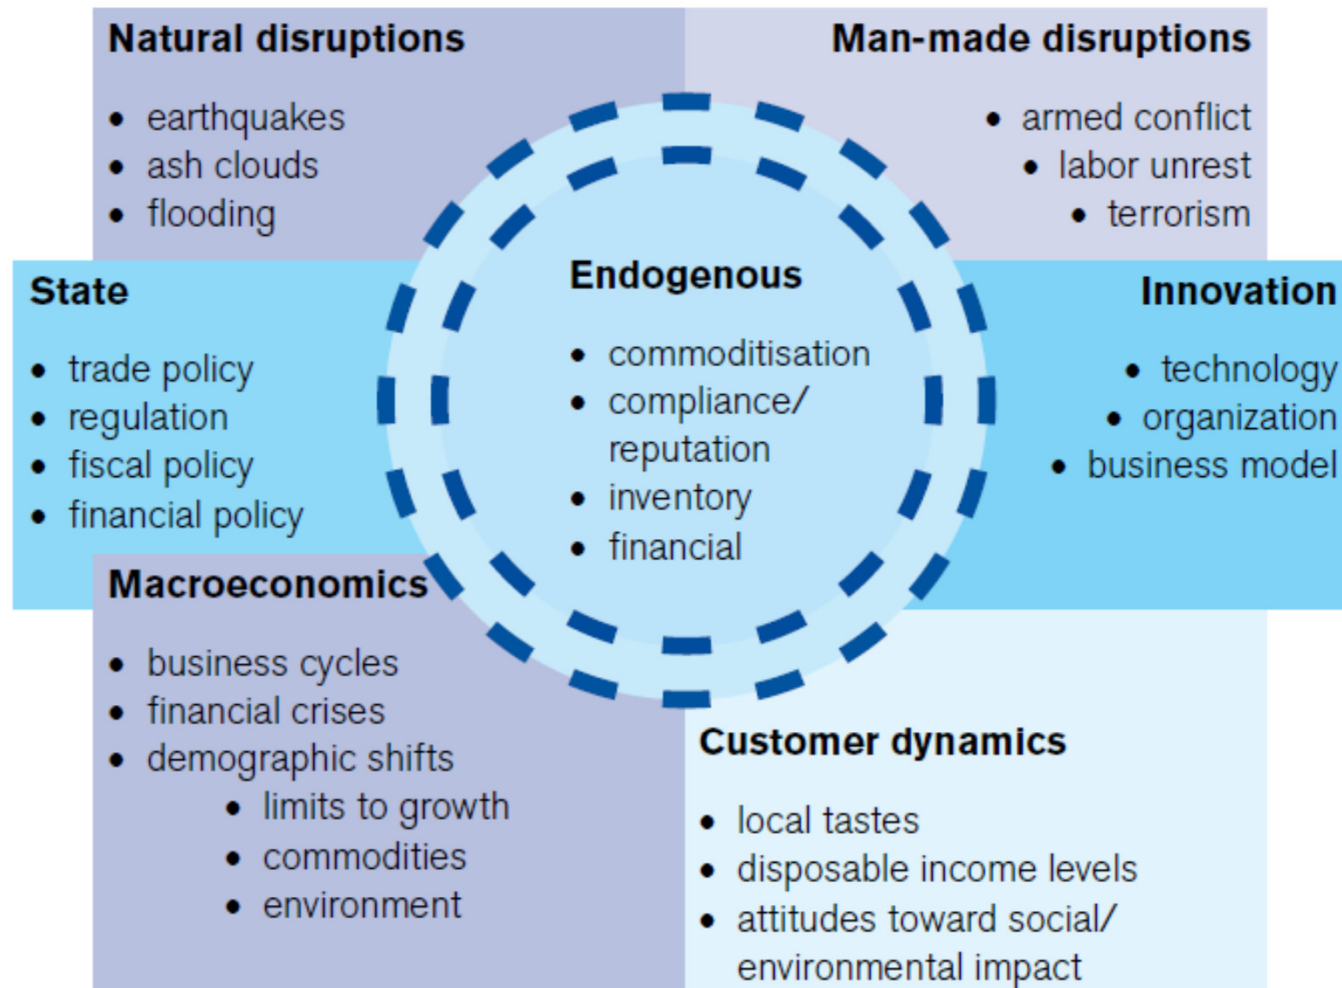 Natural disruptions
• earthquakes
• ash clouds
• flooding
Man-made disruptions
• armed conflict
• labor unrest
• terrorism
State
• trade policy
• regulation
• fiscal policy
• financial policy
Endogenous
• commoditisation
• compliance/
reputation
• inventory
• financial
Innovation
• technology
• organization
• business model
Macroeconomics
• business cycles
• financial crises
• demographic shifts
• limits to growth
• commodities
• environment
Customer dynamics
• local tastes
• disposable income levels
• attitudes toward social/
environmental impact